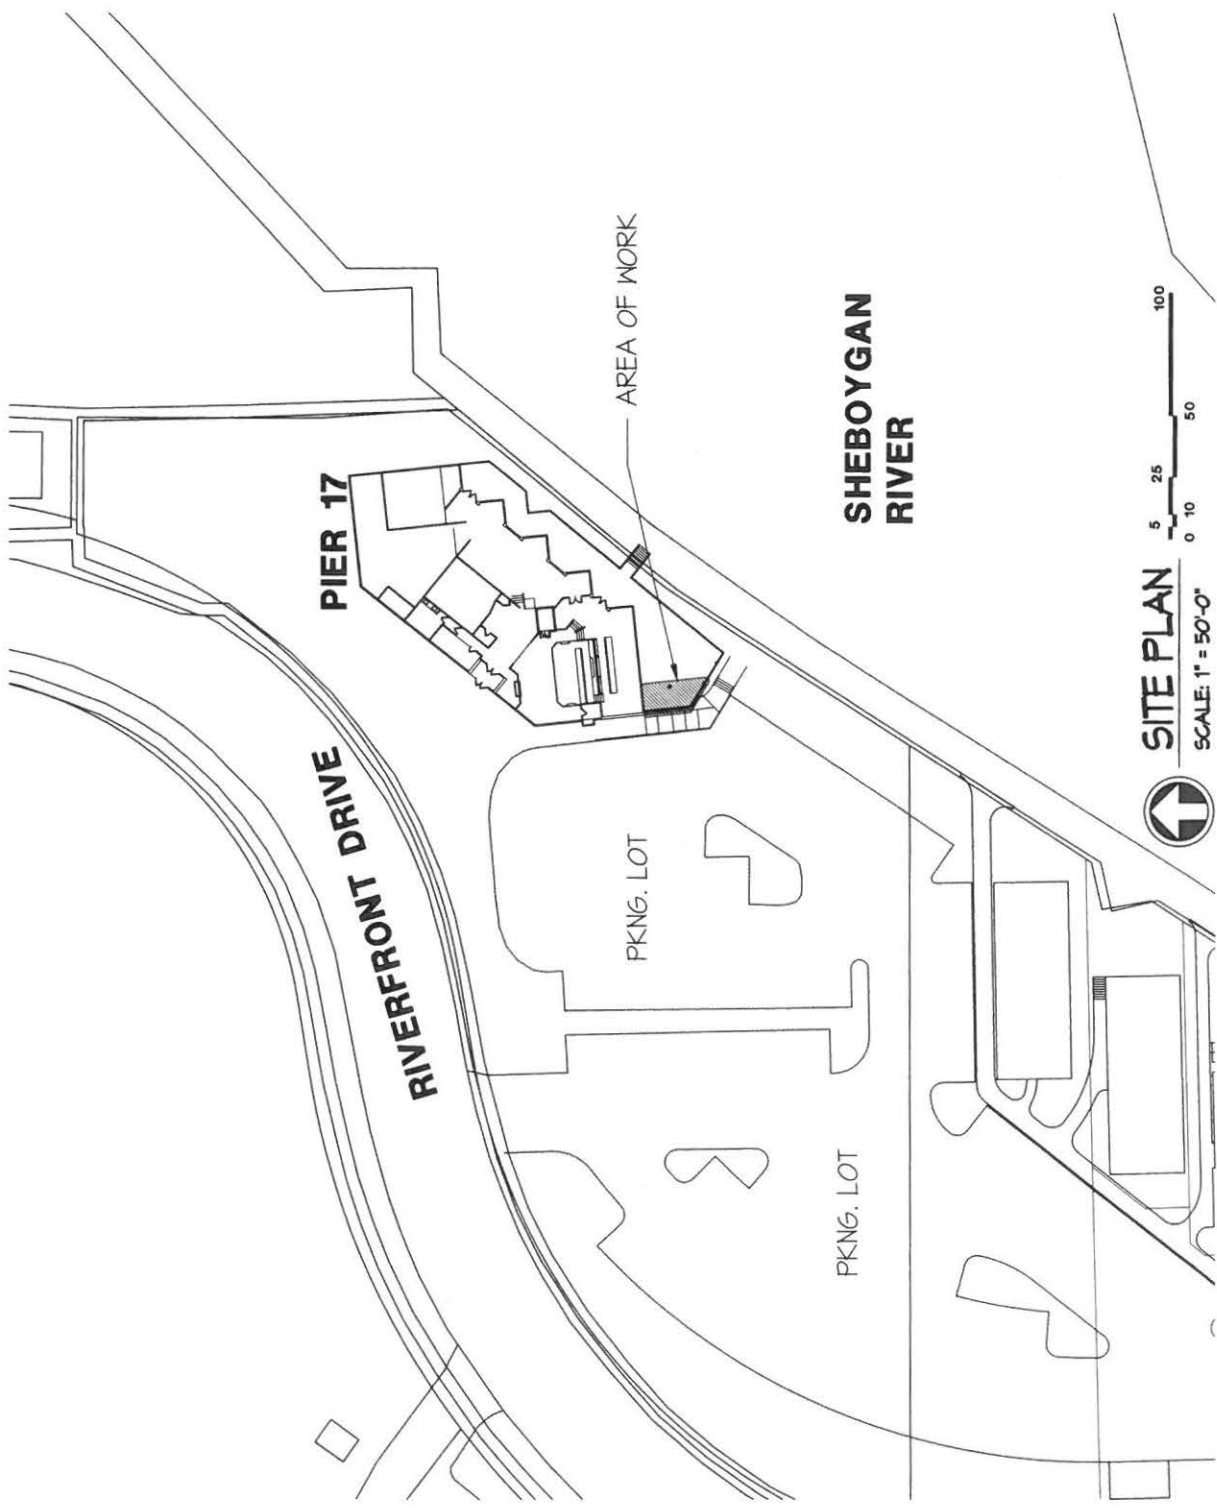 PIER 17
AREA OF WORK
RIVERFRONT DRIVE
SHEBOYGAN
RIVER
PKNG. LOT
PKNG. LOT
SITE PLAN
SCALE: 1" = 50'-0"
5 25 100
0 10 50